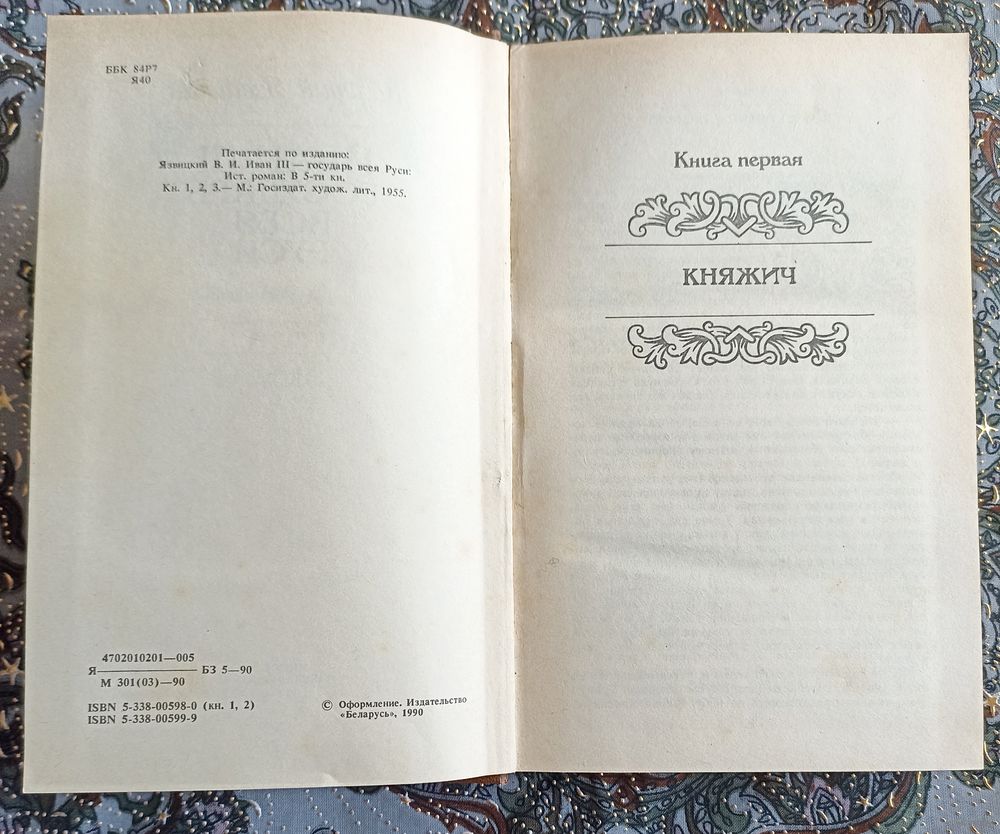 ББК 84Р7
Я40
Печатается по изданию:
Язвицкий В. И. Иван III — государь всея Руси:
Ист. роман: В 5-ти кн.
Кн. 1, 2, 3.— М.: Госиздат. худож. лит., 1955.
4702010201—005
Я——————— БЗ 5—90
М 301(03)—90
ISBN 5-338-00598-0 (кн. 1, 2)
ISBN 5-338-00599-9
© Оформление. Издательство
«Беларусь», 1990
Книга первая
КНЯЖИЧ